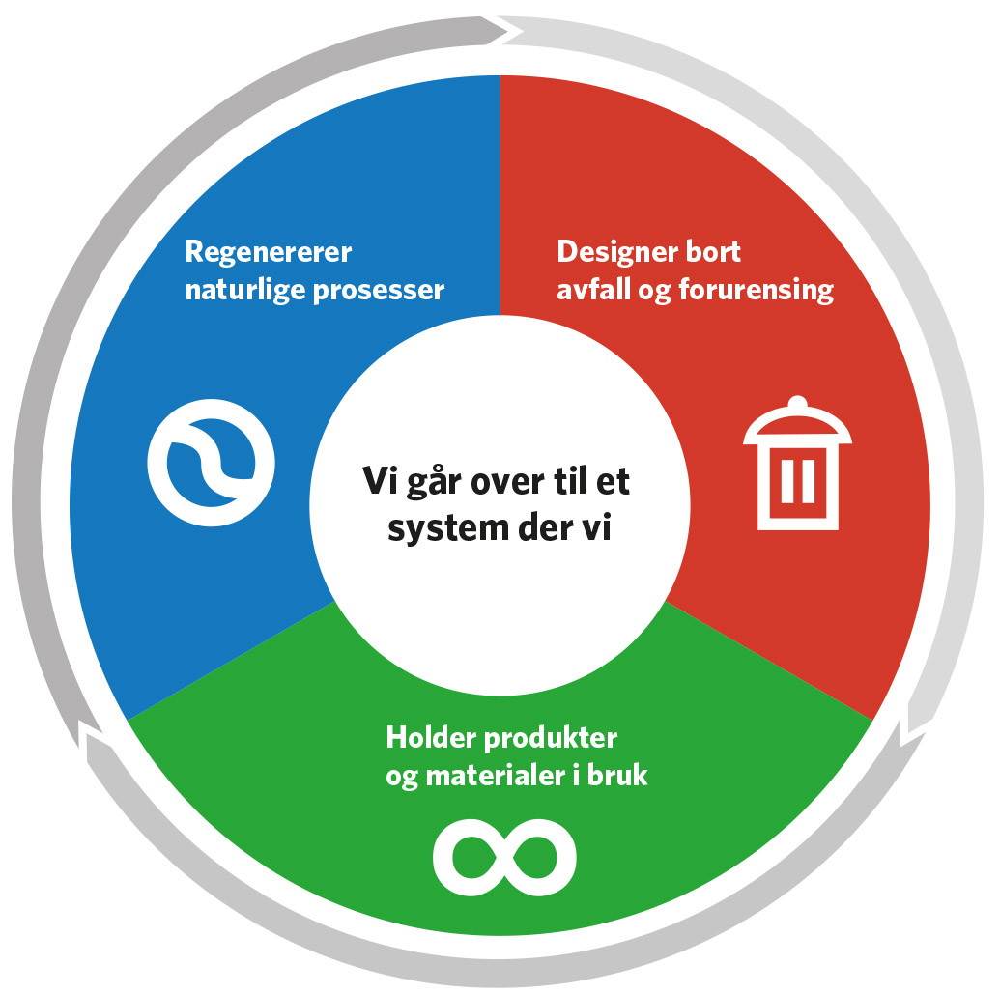 Vi går over til et
system der vi
Designer bort
avfall og forurensing
Holder produkter
og materialer i bruk
Regenererer
naturlige prosesser